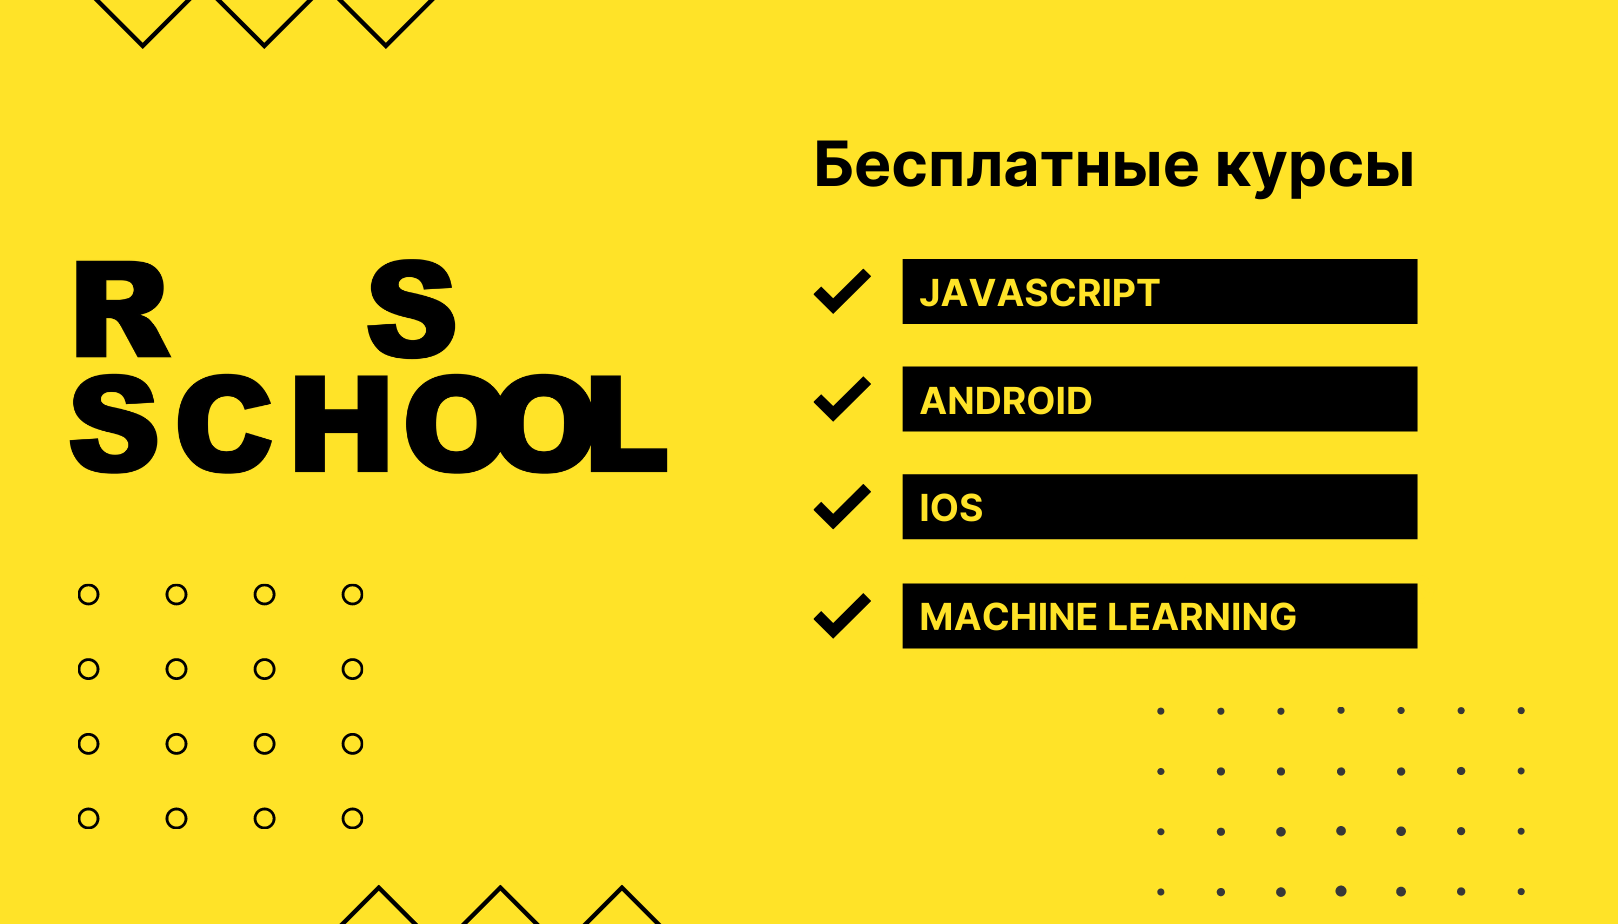 R S
SCHOOL
Бесплатные курсы
JAVASCRIPT
ANDROID
IOS
MACHINE LEARNING